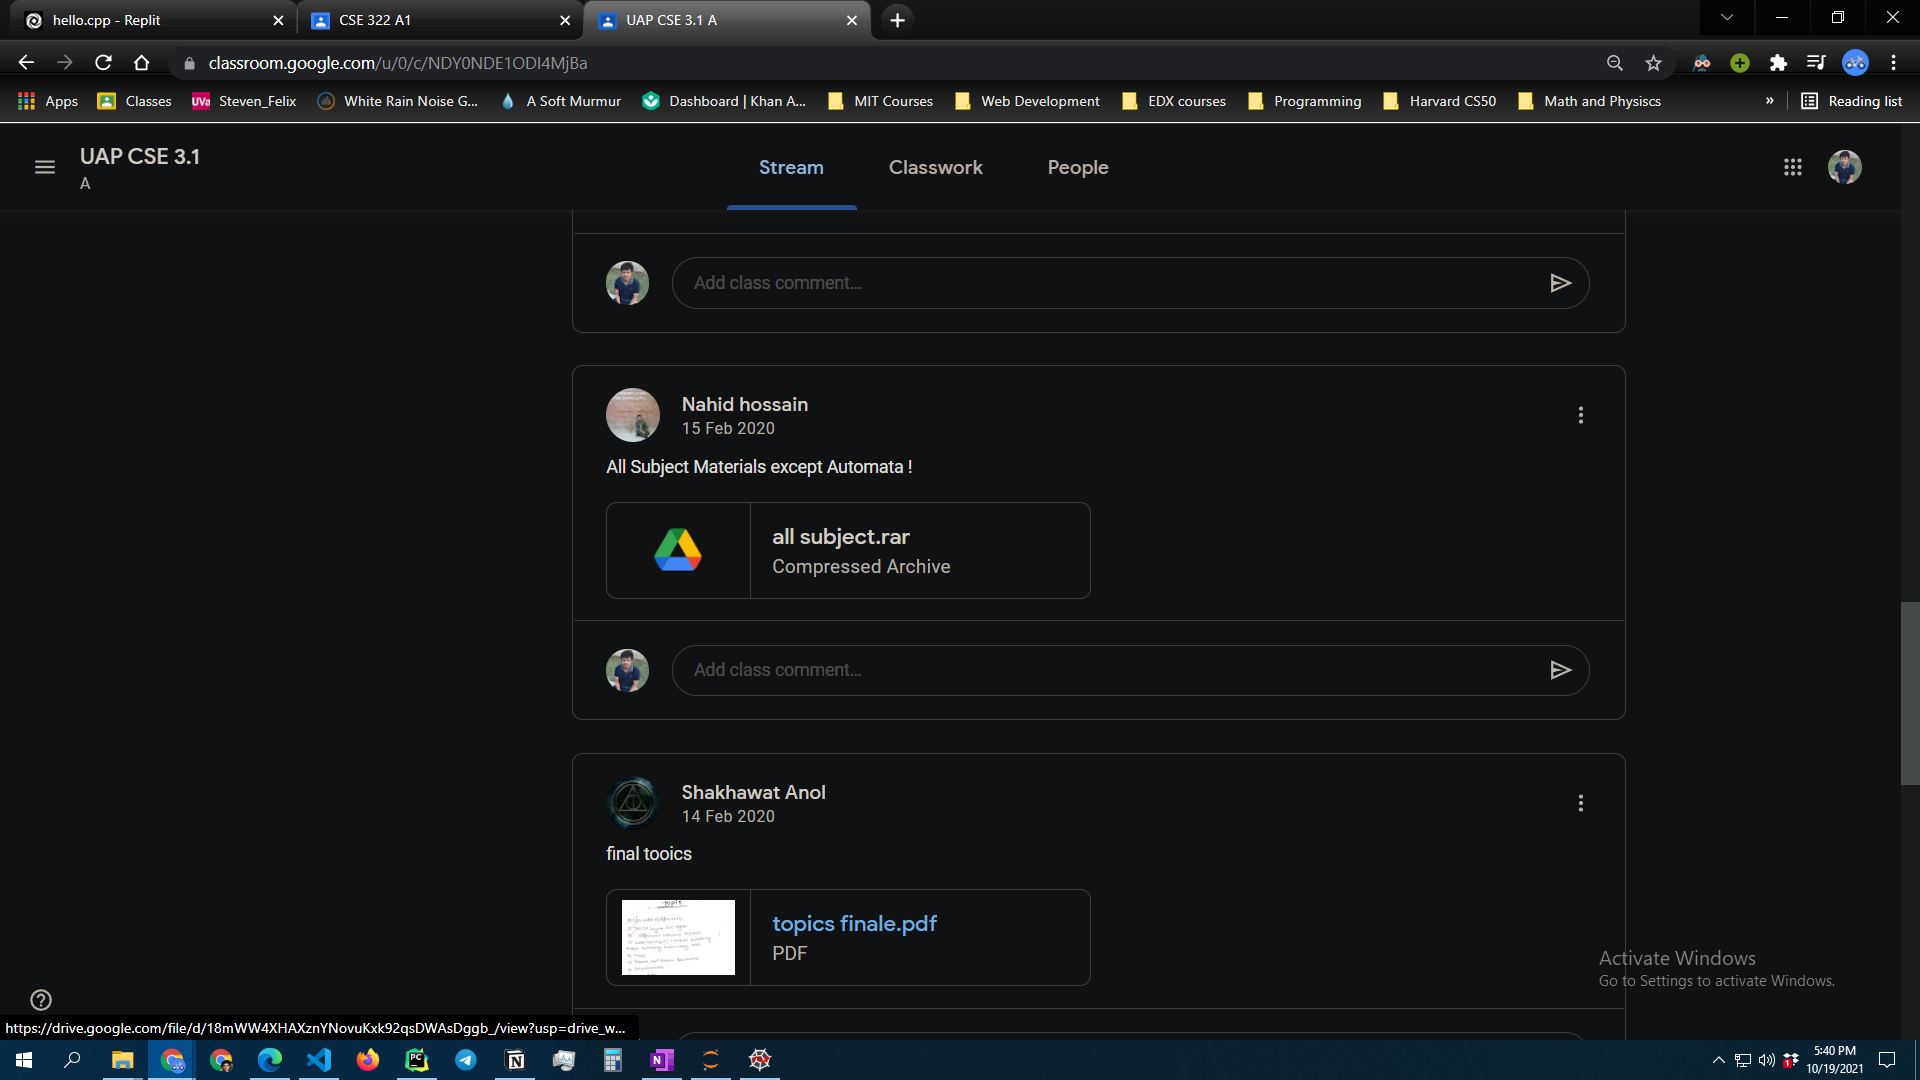 hello.cpp - Replit
CSE 322 A1
UAP CSE 3.1 A
classroom.google.com/u/0/c/NDY0NDE1ODI4MjBa
Apps
Classes
UVa
Steven_Felix
White Rain Noise G...
A Soft Murmur
Dashboard | Khan A...
MIT Courses
Web Development
EDX courses
Programming
Harvard CS50
Math and Physiscs
»
Reading list
UAP CSE 3.1
A
Stream
Classwork
People
Add class comment...
Nahid hossain
15 Feb 2020
All Subject Materials except Automata !
all subject.rar
Compressed Archive
Add class comment...
Shakhawat Anol
14 Feb 2020
final tooics
topic
topics finale.pdf
PDF
Activate Windows
Go to Settings to activate Windows.
https://drive.google.com/file/d/18mWW4XHAXznYNovuKxk92qsDWAsDggb_/view?usp=drive_w...
5:40 PM
10/19/2021